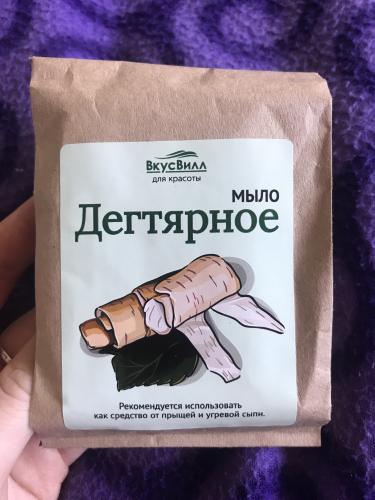 ВкусВилл
для красоты
мыло
Дегтярное
Рекомендуется использовать
как средство от прыщей и угревой сыпи.